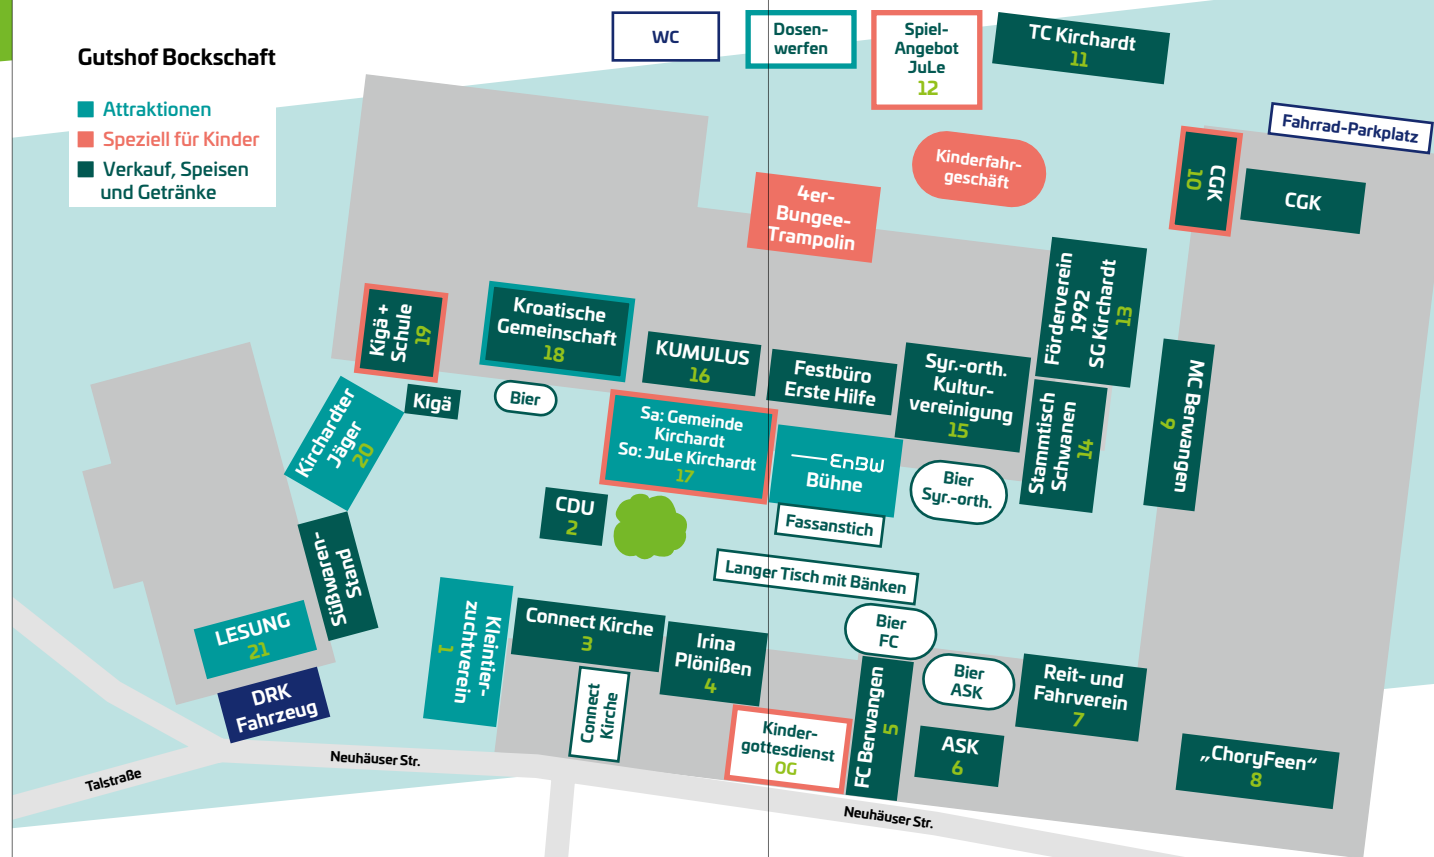 Gutshof Bockschaft
Attraktionen
Speziell für Kinder
Verkauf, Speisen
und Getränke
WC
Dosen-
werfen
Spiel-
Angebot
JuLe
12
TC Kirchardt
11
Fahrrad-Parkplatz
Kinderfahr-
geschäft
CGK
10
CGK
4er-
Bungee-
Trampolin
Förderverein
1992
SG Kirchardt
13
Kigä +
Schule
19
Kroatische
Gemeinschaft
18
KUMULUS
16
Festbüro
Erste Hilfe
Syr.-orth.
Kultur-
vereinigung
15
Stammtisch
Schwanen
14
MC Berwangen
9
Kirchardter
Jäger
20
Kigä
Bier
Sa: Gemeinde
Kirchardt
So: JuLe Kirchardt
17
EnBW
Bühne
Bier
Syr.-orth.
CDU
2
Fassanstich
Süßwaren-
Stand
Langer Tisch mit Bänken
LESUNG
21
Kleintier-
zuchtverein
1
Connect Kirche
3
Irina
Plönißen
4
Bier
FC
Bier
ASK
Reit- und
Fahrverein
7
DRK
Fahrzeug
Connect
Kirche
Kinder-
gottesdienst
OG
FC Berwangen
5
ASK
6
„ChoryFeen“
8
Talstraße
Neuhäuser Str.
Neuhäuser Str.